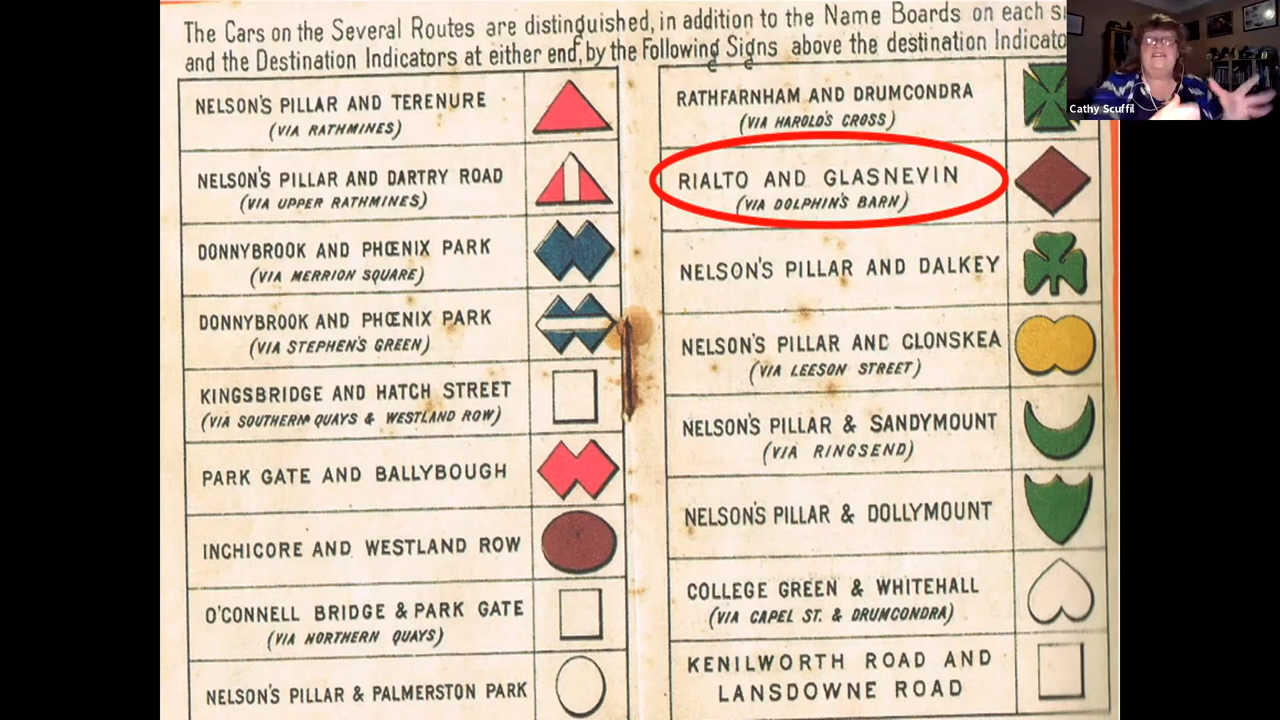 The Cars on the Several Routes are distinguished, in addition to the Name Boards on each
and the Destination Indicators at either end, by the Following Signs above the destination
NELSON'S PILLAR AND TERENURE
(VIA RATHMINES)
NELSON'S PILLAR AND DARTRY ROAD
(VIA UPPER RATHMINES)
DONNYBROOK AND PHŒNIX PARK
(VIA MERRION SQUARE)
DONNYBROOK AND PHŒNIX PARK
(VIA STEPHEN'S GREEN)
KINGSBRIDGE AND HATCH STREET
(VIA SOUTHERN QUAYS & WESTLAND ROW)
PARK GATE AND BALLYBOUGH
INCHICORE AND WESTLAND ROW
O'CONNELL BRIDGE & PARK GATE
(VIA NORTHERN QUAYS)
NELSON'S PILLAR & PALMERSTON PARK
RATHFARNHAM AND DRUMCONDRA
(VIA HAROLD'S CROSS)
RIALTO AND GLASNEVIN
(VIA DOLPHIN'S BARN)
NELSON'S PILLAR AND DALKEY
NELSON'S PILLAR AND CLONSKEA
(VIA LEESON STREET)
NELSON'S PILLAR & SANDYMOUNT
(VIA RINGSEND)
NELSON'S PILLAR & DOLLYMOUNT
COLLEGE GREEN & WHITEHALL
(VIA CAPEL ST. & DRUMCONDRA)
KENILWORTH ROAD AND
LANSDOWNE ROAD
Cathy Scuffil